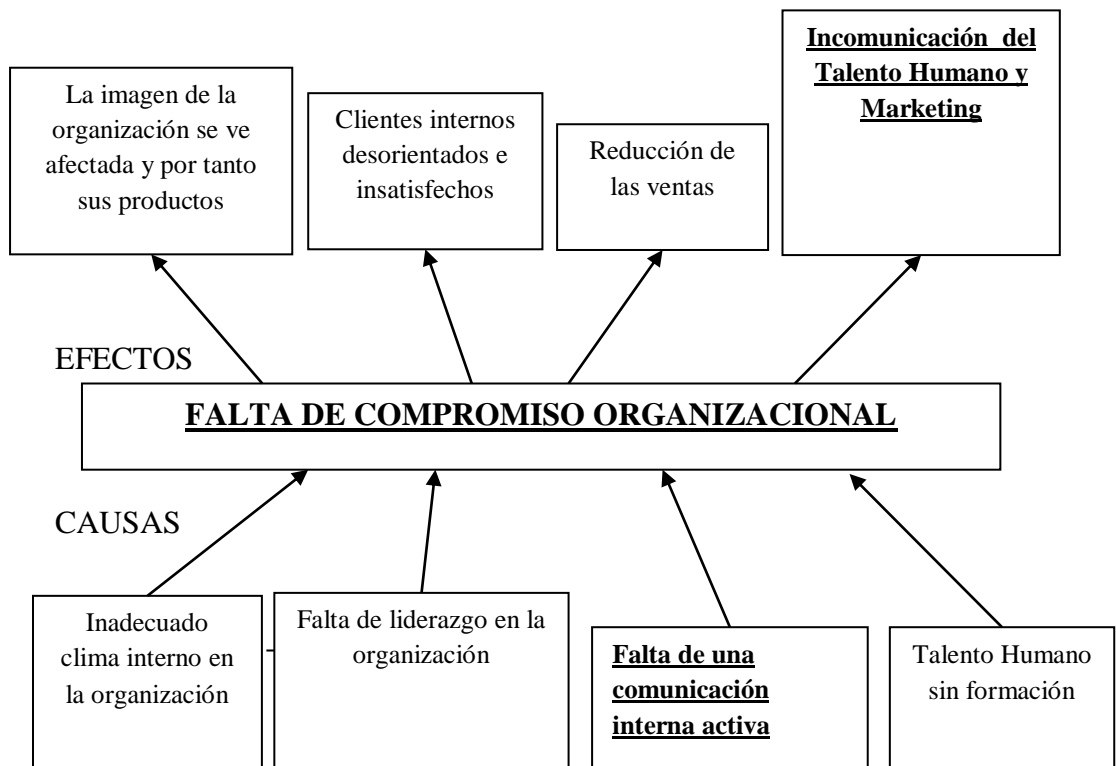 Incomunicación del
Talento Humano y
Marketing
La imagen de la
organización se ve
afectada y por tanto
sus productos
Clientes internos
desorientados e
insatisfechos
Reducción de
las ventas
EFECTOS
FALTA DE COMPROMISO ORGANIZACIONAL
CAUSAS
Inadecuado
clima interno en
la organización
Falta de liderazgo en la
organización
Falta de una
comunicación
interna activa
Talento Humano
sin formación